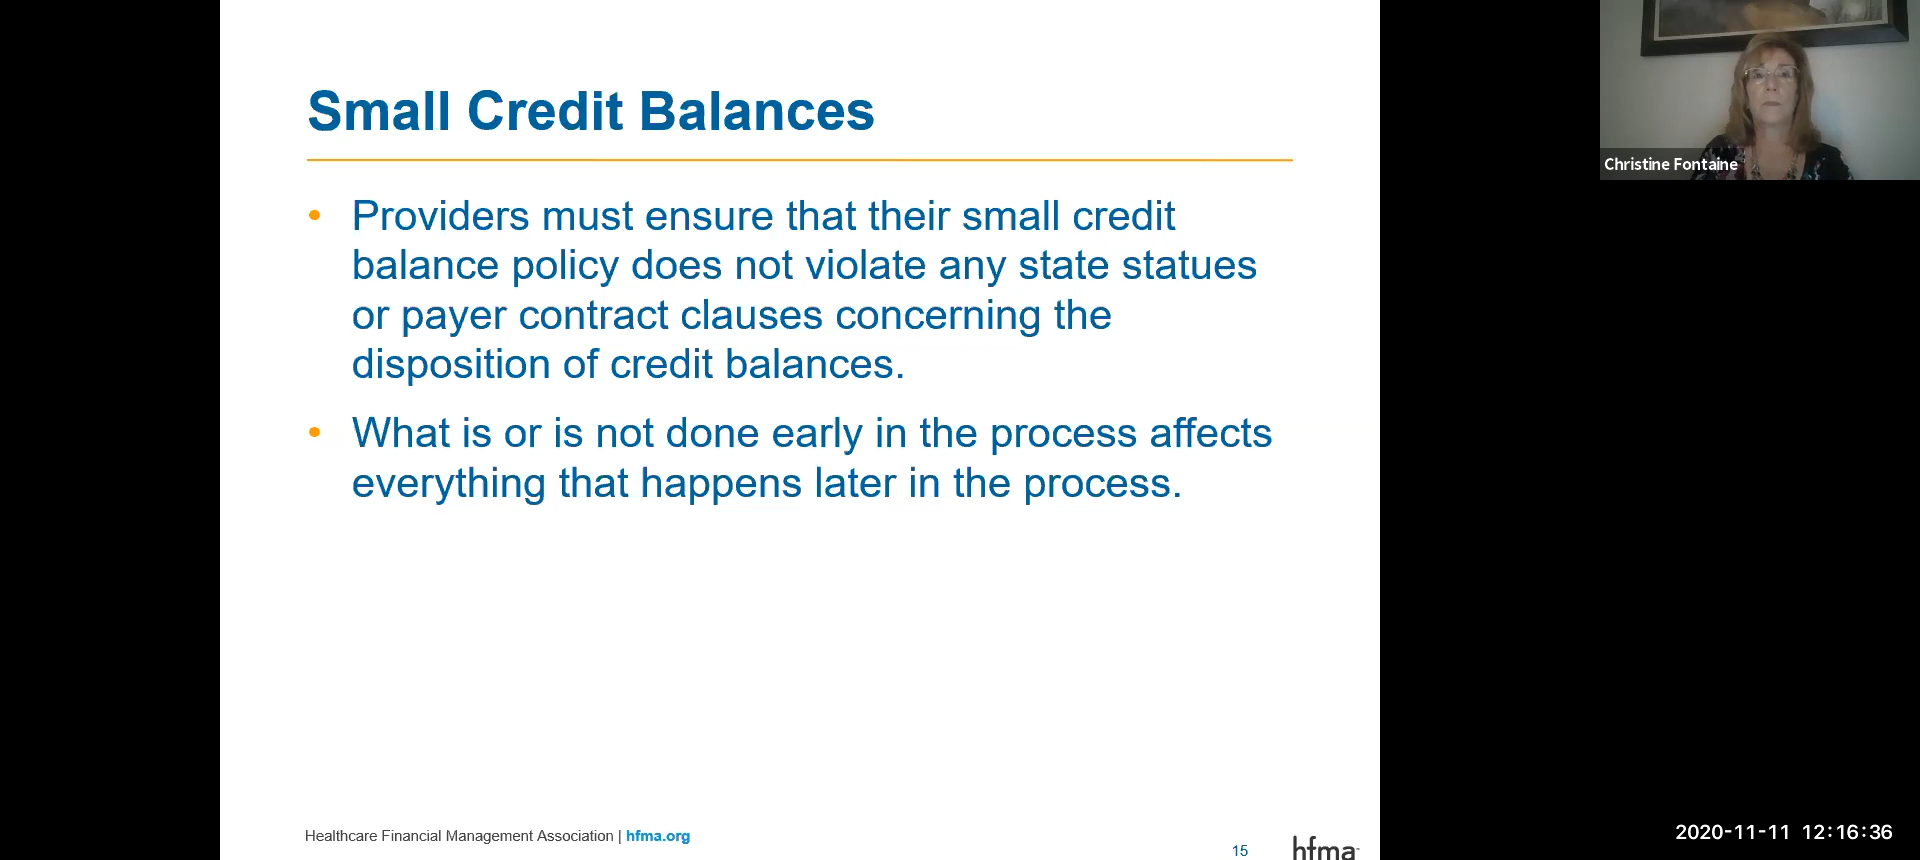 Small Credit Balances
• Providers must ensure that their small credit
balance policy does not violate any state statues
or payer contract clauses concerning the
disposition of credit balances.
• What is or is not done early in the process affects
everything that happens later in the process.
Healthcare Financial Management Association | hfma.org
15
hfma
Christine Fontaine
2020-11-11 12:16:36